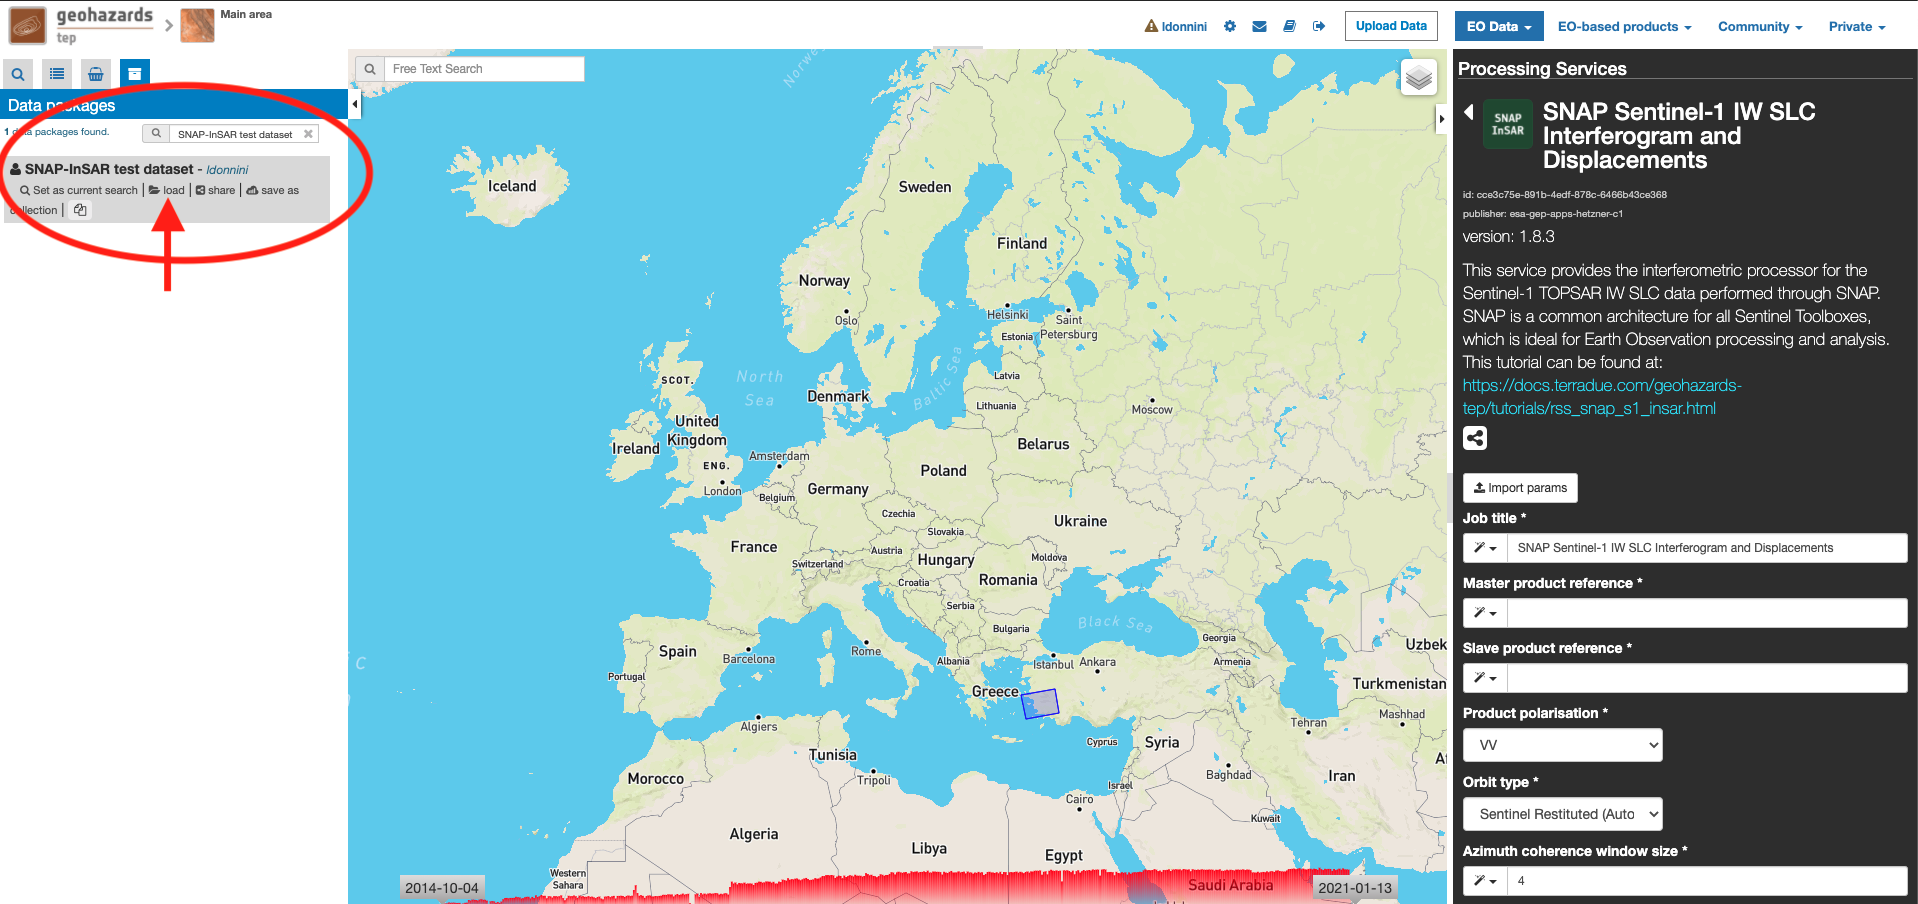 geohazards
tep
Main area
ldonnini
Upload Data
EO Data
EO-based products
Community
Private
Data packages
1 data packages found.
SNAP-InSAR test dataset
SNAP-InSAR test dataset - ldonnini
Set as current search | load | share | save as
collection |
Free Text Search
Norweg
Iceland
Sweden
Finland
Norway
Oslo
Helsinki
Saint
Petersburg
Estonia
Baltic Sea
Latvia
Lithuania
Moscow
SCOT.
North
Sea
Denmark
United
Kingdom
Ireland
ENG.
London
Amsterdam
Belgium
Germany
Poland
Belarus
Czechia
Slovakia
Ukraine
France
Austria
Switzerland
Hungary
Moldova
Croatia
Romania
Serbia
Bulgaria
Black Sea
Georgia
Armenia
Uzbek
Spain
Barcelona
Portugal
Rome
Albania
Istanbul
Ankara
Greece
Turkmenistan
Mashhad
Tehran
Algiers
Tunisia
Tripoli
Cyprus
Syria
Baghdad
Iran
Af
Israel
Morocco
Cairo
Kuwait
Algeria
Libya
Egypt
Western
Sahara
Saudi Arabia
2014-10-04
2021-01-13
Processing Services
SNAP
InSAR
SNAP Sentinel-1 IW SLC
Interferogram and
Displacements
id: cce3c75e-891b-4edf-878c-6466b43ce368
publisher: esa-gep-apps-hetzner-c1
version: 1.8.3
This service provides the interferometric processor for the
Sentinel-1 TOPSAR IW SLC data performed through SNAP.
SNAP is a common architecture for all Sentinel Toolboxes,
which is ideal for Earth Observation processing and analysis.
This tutorial can be found at:
https://docs.terradue.com/geohazards-
tep/tutorials/rss_snap_s1_insar.html
Import params
Job title *
SNAP Sentinel-1 IW SLC Interferogram and Displacements
Master product reference *
Slave product reference *
Product polarisation *
VV
Orbit type *
Sentinel Restituted (Auto
Azimuth coherence window size *
4